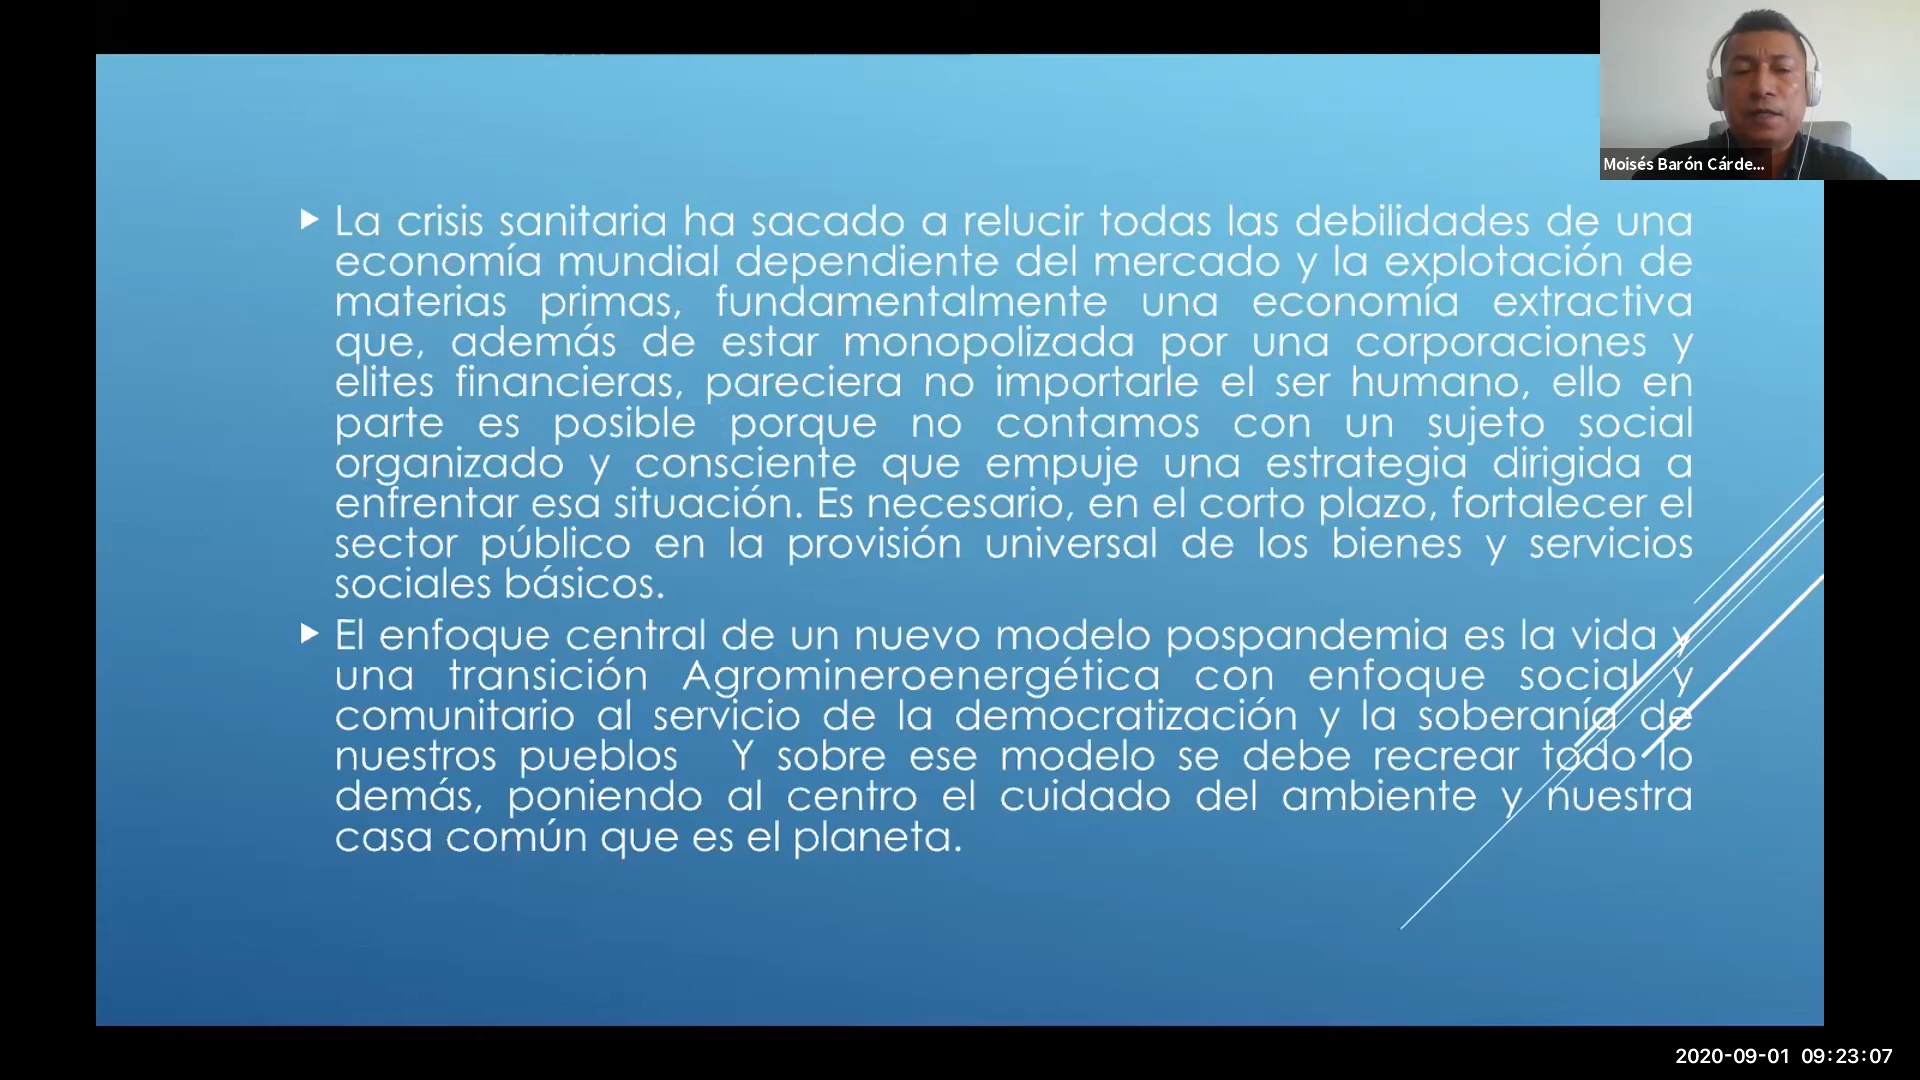 Moisés Barón Cárde...
La crisis sanitaria ha sacado a relucir todas las debilidades de una
economía mundial dependiente del mercado y la explotación de
materias primas, fundamentalmente una economía extractiva
que, además de estar monopolizada por una corporaciones y
elites financieras, pareciera no importarle el ser humano, ello en
parte es posible porque no contamos con un sujeto social
organizado y consciente que empuje una estrategia dirigida a
enfrentar esa situación. Es necesario, en el corto plazo, fortalecer el
sector público en la provisión universal de los bienes y servicios
sociales básicos.
El enfoque central de un nuevo modelo pospandemia es la vida y
una transición Agromineroenergética con enfoque social y
comunitario al servicio de la democratización y la soberanía de
nuestros pueblos Y sobre ese modelo se debe recrear todo lo
demás, poniendo al centro el cuidado del ambiente y nuestra
casa común que es el planeta.
2020-09-01 09:23:07